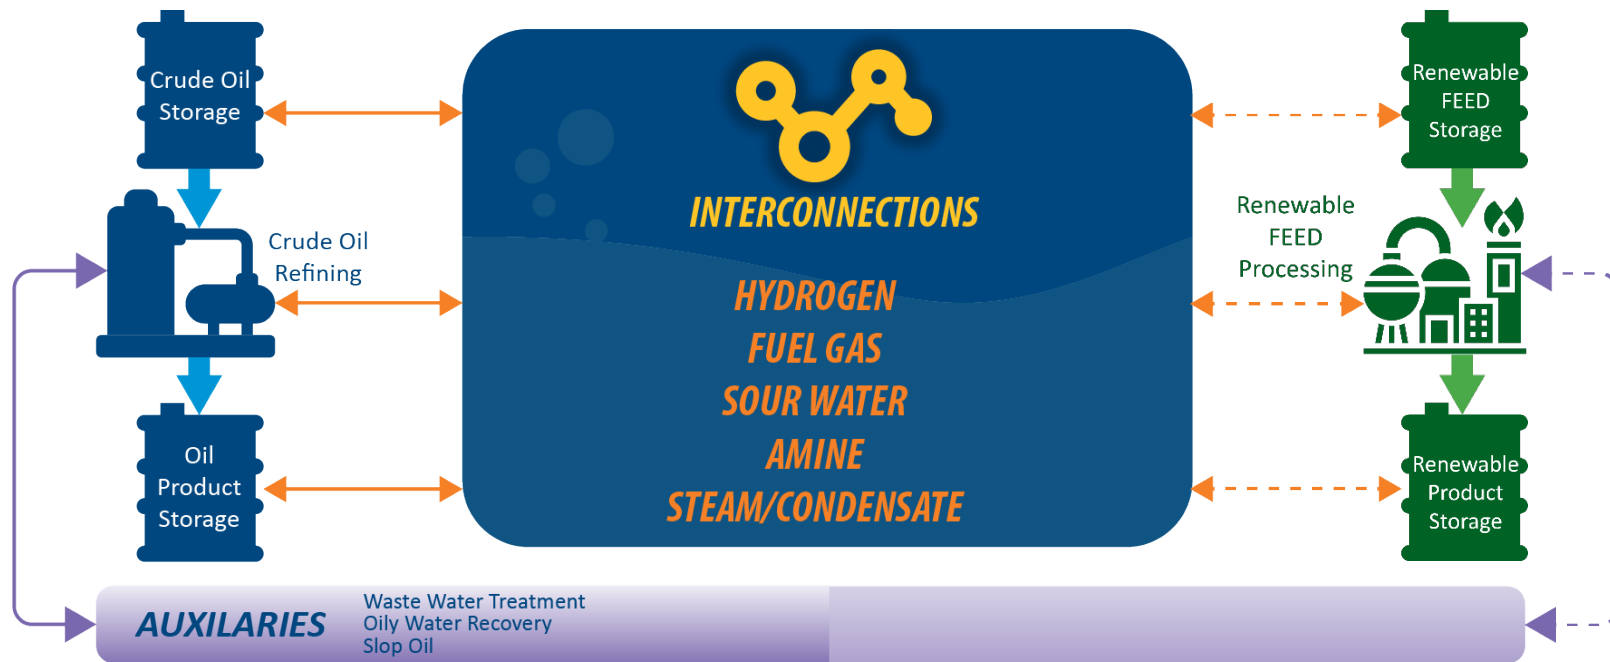 Crude Oil
Storage
Crude Oil
Refining
Oil
Product
Storage
INTERCONNECTIONS
HYDROGEN
FUEL GAS
SOUR WATER
AMINE
STEAM/CONDENSATE
Renewable
FEED
Storage
Renewable
FEED
Processing
Renewable
Product
Storage
AUXILARIES
Waste Water Treatment
Oily Water Recovery
Slop Oil